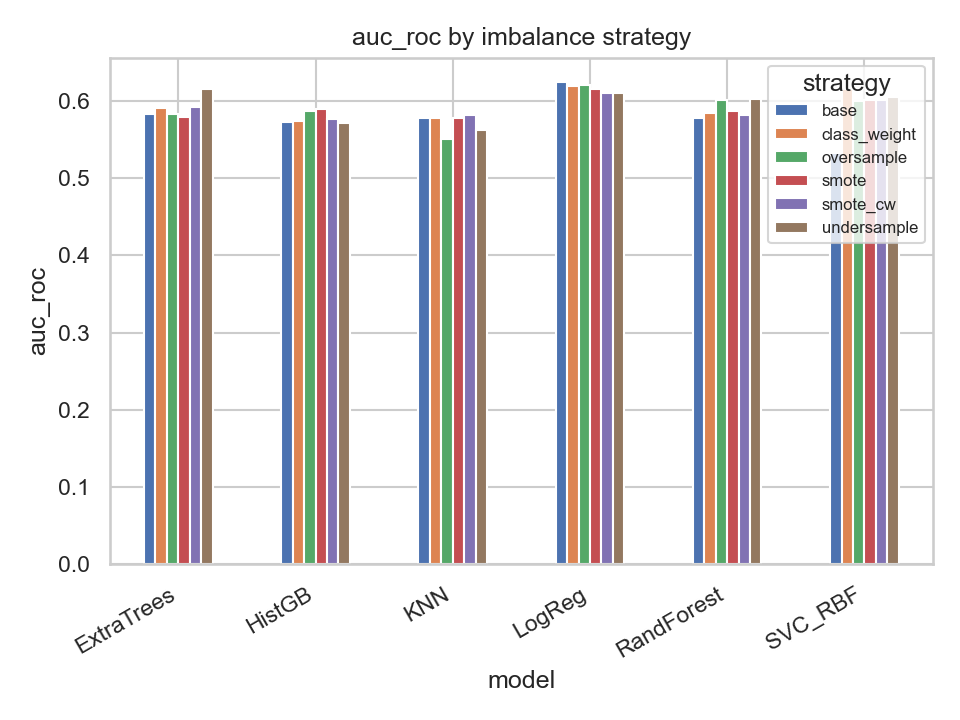 auc_roc by imbalance strategy
auc_roc
0.6
0.5
0.4
0.3
0.2
0.1
0.0
strategy
base
class_weight
oversample
smote
smote_cw
undersample
ExtraTrees
HistGB
KNN
LogReg
RandForest
SVC_RBF
model